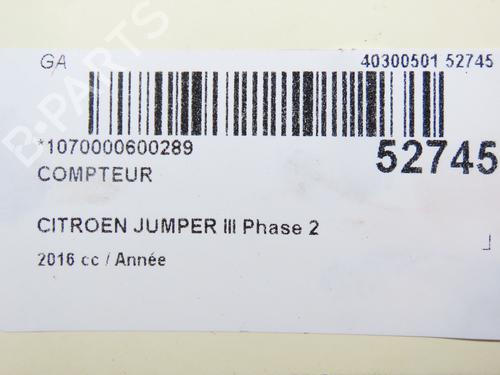 GA
40300501 52745
*1070000600289
52745
COMPTEUR
CITROEN JUMPER III Phase 2
2016 cc / Année
B-PARTS